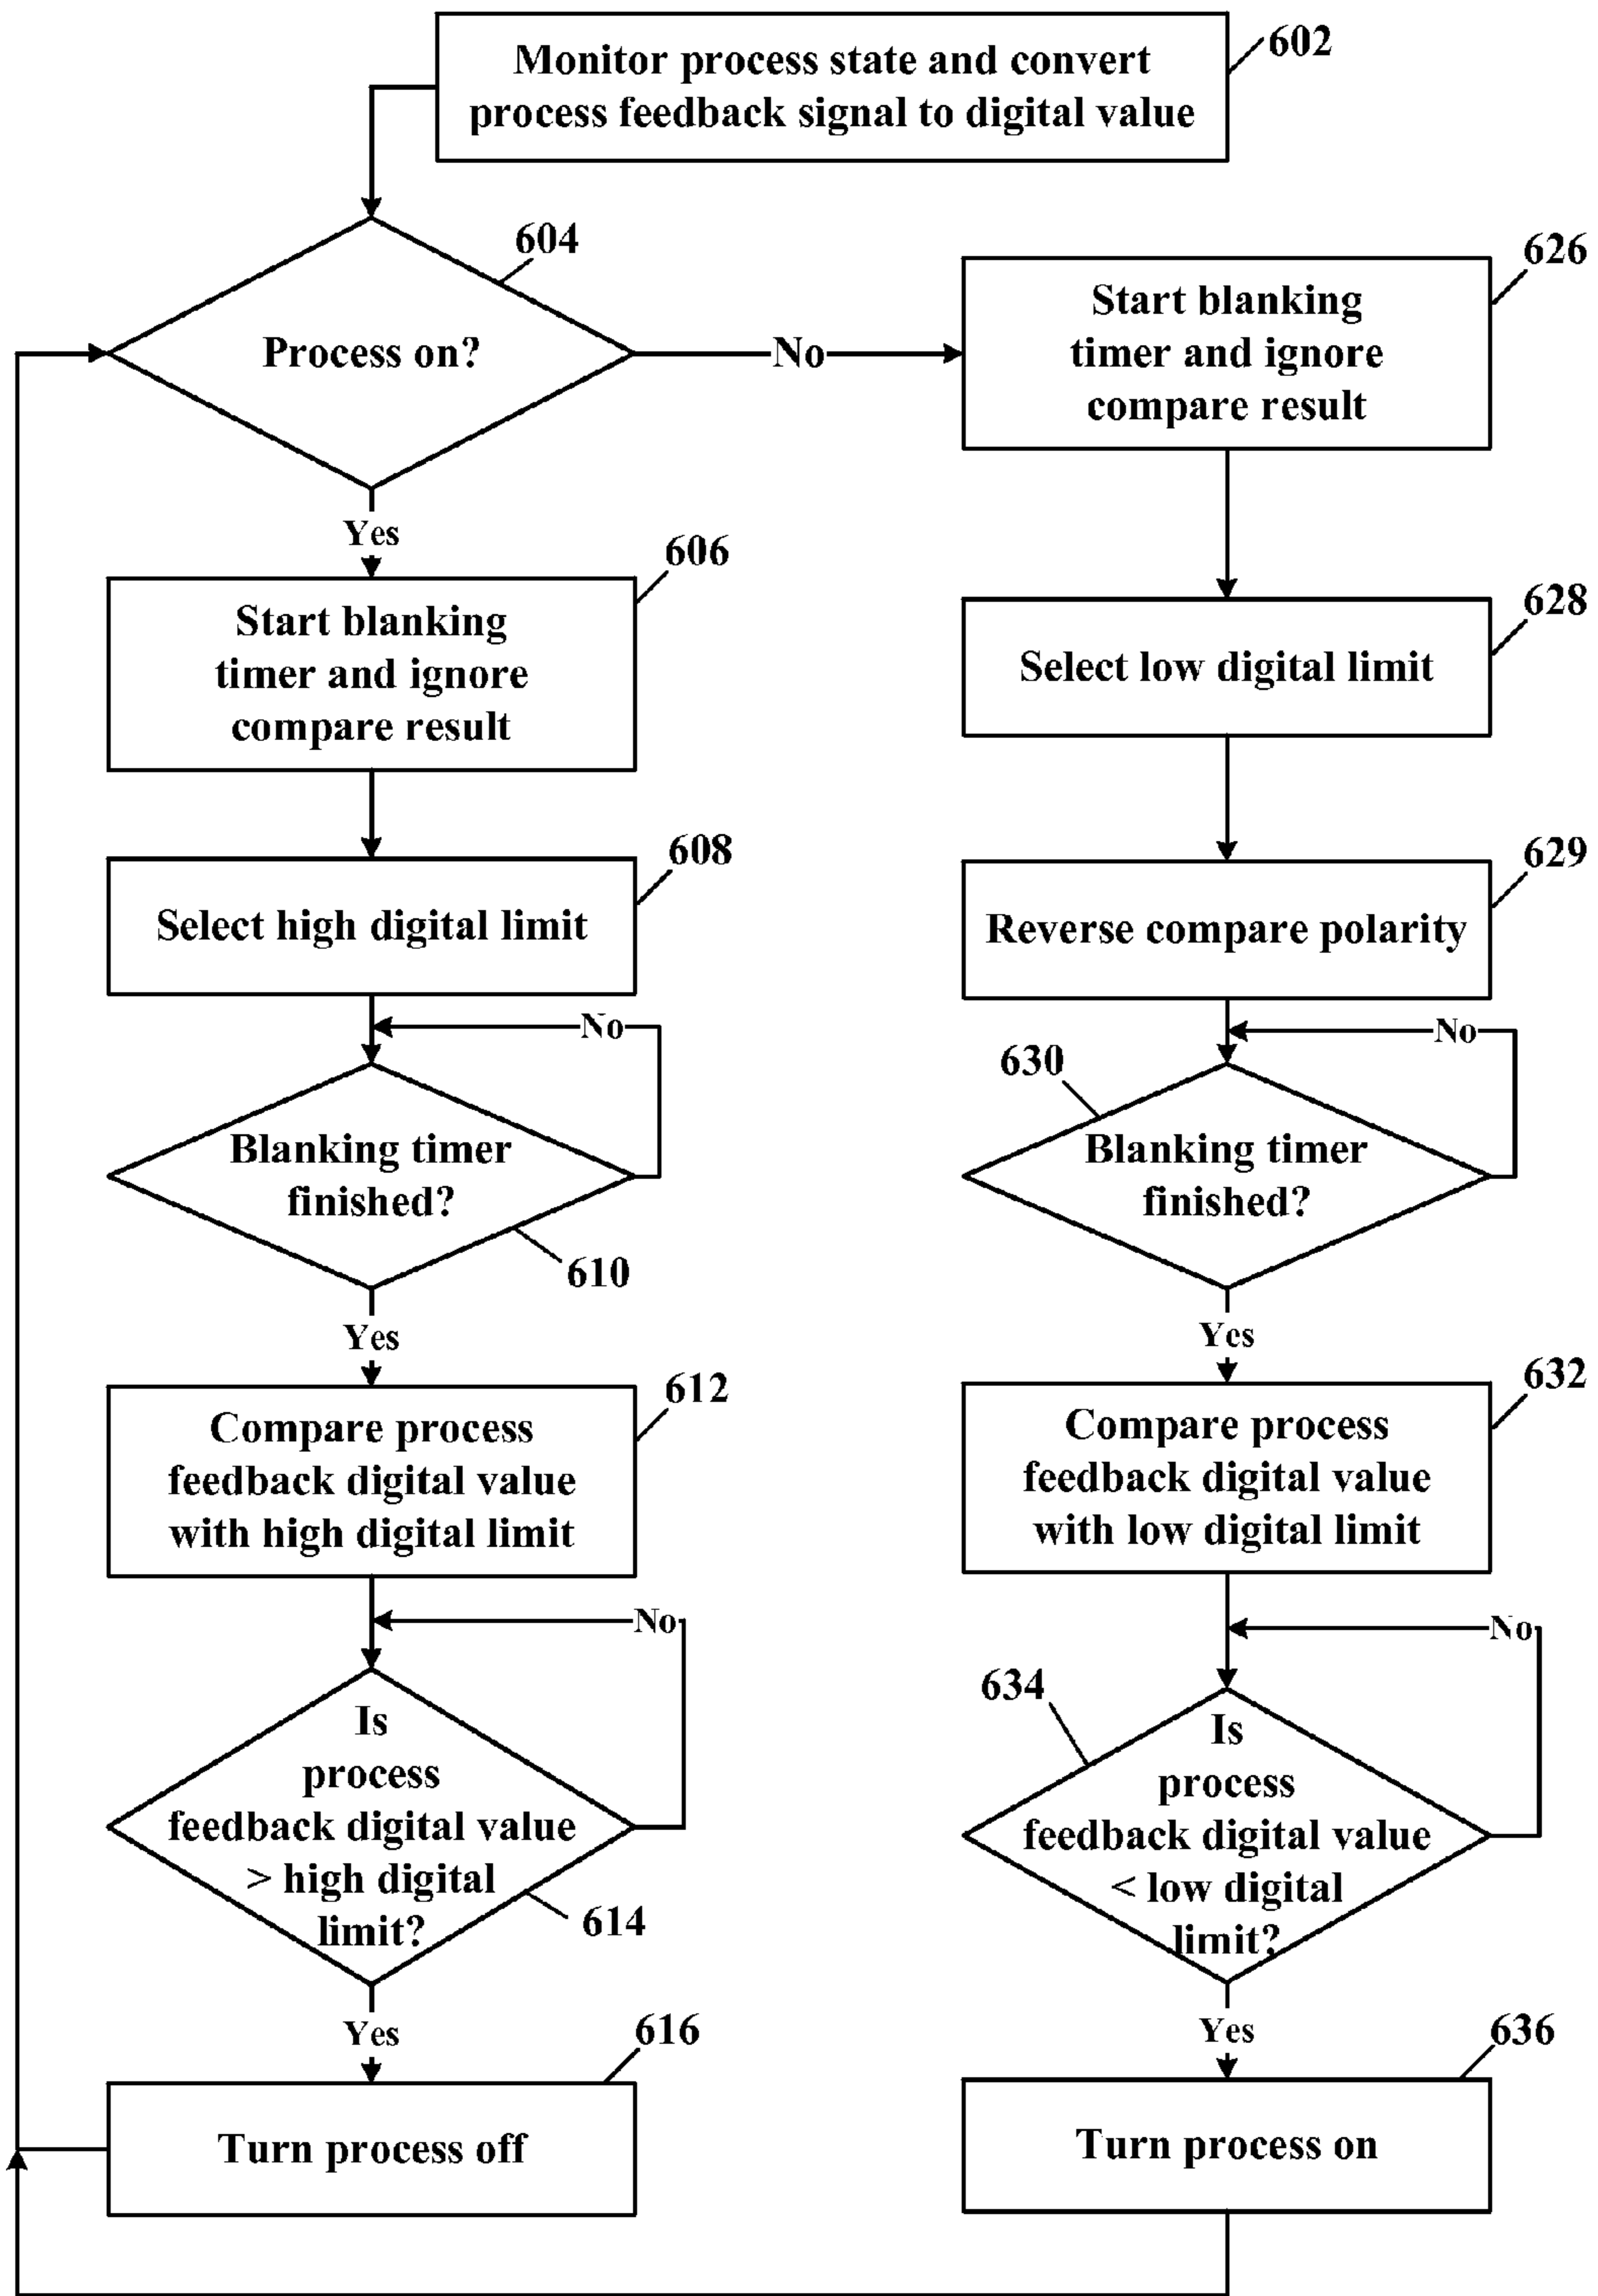 Monitor process state and convert
process feedback signal to digital value
602
604
Process on?
No
Yes
626
Start blanking
timer and ignore
compare result
606
Start blanking
timer and ignore
compare result
628
Select low digital limit
608
Select high digital limit
629
Reverse compare polarity
No
Blanking timer
finished?
610
Yes
No
630
Blanking timer
finished?
Yes
612
Compare process
feedback digital value
with high digital limit
632
Compare process
feedback digital value
with low digital limit
No
Is
process
feedback digital value
> high digital
limit?
614
Yes
No
634
Is
process
feedback digital value
< low digital
limit?
Yes
616
Turn process off
636
Turn process on